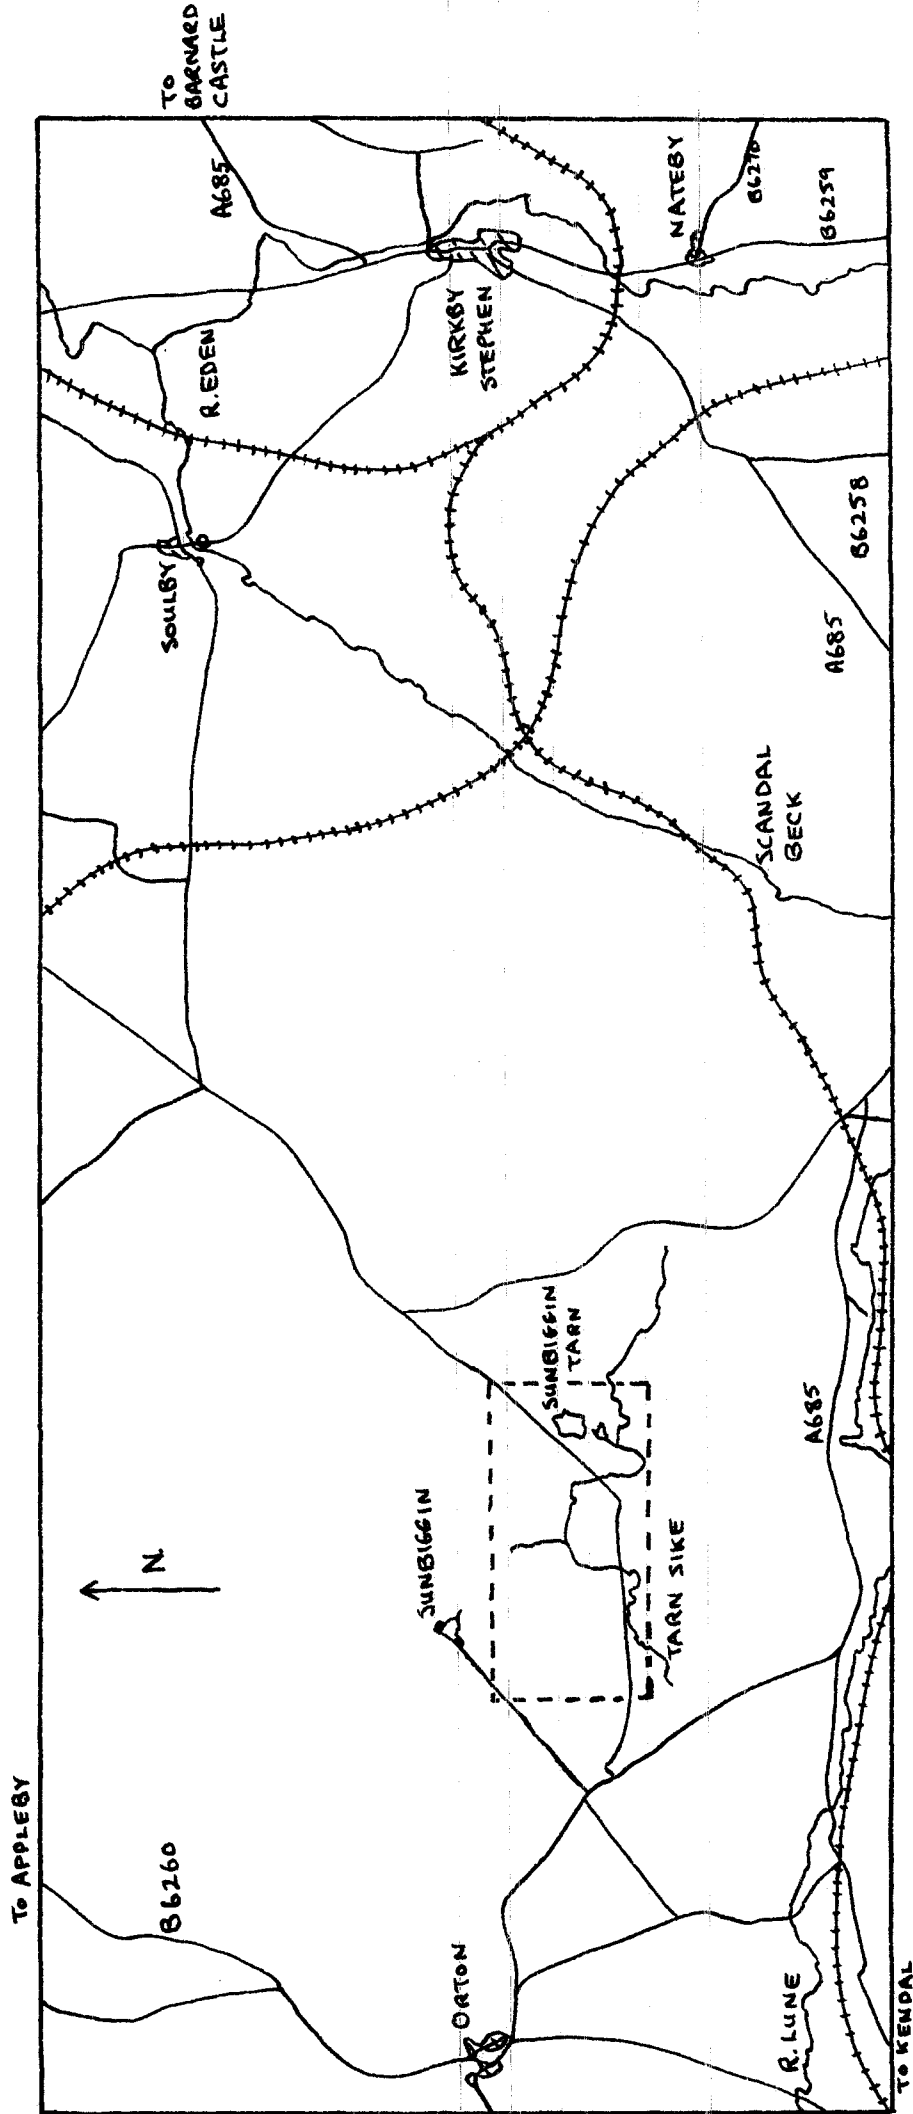 TO APPLEBY
B6260
ORTON
R. LUNE
TO KENDAL
N.
SUNBIGGIN
SUNBIGGIN
TARN
TARN SIKE
A685
SCANDAL
BECK
SOULBY
R. EDEN
KIRKBY
STEPHEN
A685
B6258
A685
TO
BARNARD
CASTLE
NATEBY
B6270
B6259